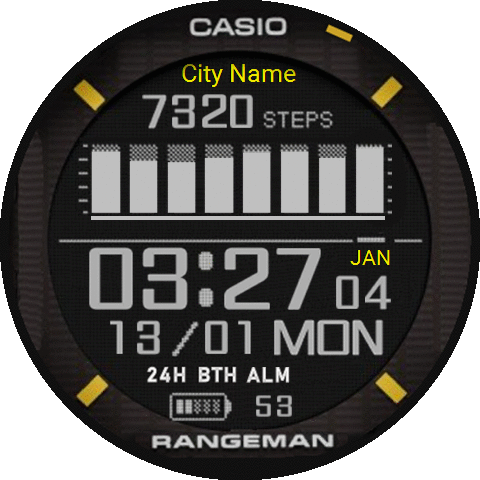 CASIO
City Name
7320 STEPS
JAN
03:27 04
13/01 MON
24H BTH ALM
53
RANGEMAN